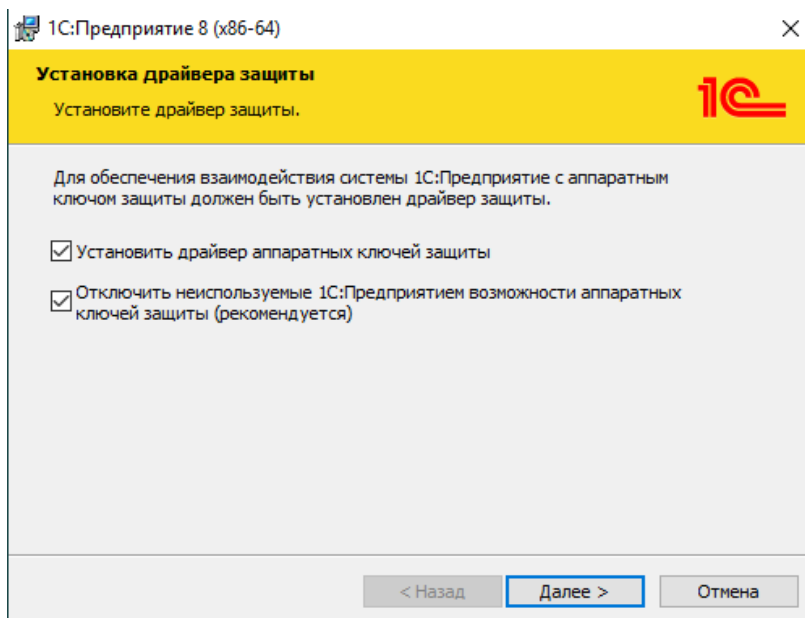 1С:Предприятие 8 (x86-64)
Установка драйвера защиты
Установите драйвер защиты.
1С
Для обеспечения взаимодействия системы 1С:Предприятие с аппаратным
ключом защиты должен быть установлен драйвер защиты.
Установить драйвер аппаратных ключей защиты
Отключить неиспользуемые 1С:Предприятием возможности аппаратных
ключей защиты (рекомендуется)
< Назад
Далее >
Отмена